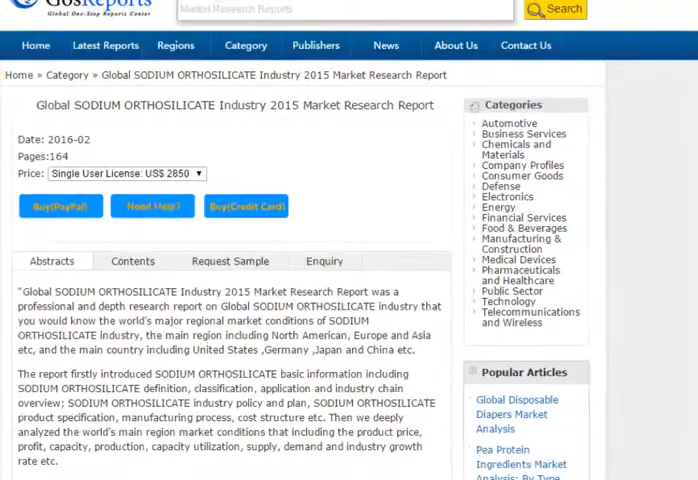 GosReports
Global One-Stop Reports Center
Market Research Reports
Search
Home Latest Reports Regions Category Publishers News About Us Contact Us
Home » Category » Global SODIUM ORTHOSILICATE Industry 2015 Market Research Report
Global SODIUM ORTHOSILICATE Industry 2015 Market Research Report
Date: 2016-02
Pages:164
Price: Single User License: US$ 2850
Buy(PayPal) Need Help? Buy(Credit Card)
Abstracts Contents Request Sample Enquiry
"Global SODIUM ORTHOSILICATE Industry 2015 Market Research Report was a
professional and depth research report on Global SODIUM ORTHOSILICATE industry that
you would know the world's major regional market conditions of SODIUM
ORTHOSILICATE industry, the main region including North American, Europe and Asia
etc, and the main country including United States ,Germany ,Japan and China etc.
The report firstly introduced SODIUM ORTHOSILICATE basic information including
SODIUM ORTHOSILICATE definition, classification, application and industry chain
overview; SODIUM ORTHOSILICATE industry policy and plan, SODIUM ORTHOSILICATE
product specification, manufacturing process, cost structure etc. Then we deeply
analyzed the world's main region market conditions that including the product price,
profit, capacity, production, capacity utilization, supply, demand and industry growth
rate etc.
Categories
Automotive
Business Services
Chemicals and
Materials
Company Profiles
Consumer Goods
Defense
Electronics
Energy
Financial Services
Food & Beverages
Manufacturing &
Construction
Medical Devices
Pharmaceuticals
and Healthcare
Public Sector
Technology
Telecommunications
and Wireless
Popular Articles
Global Disposable
Diapers Market
Analysis
Pea Protein
Ingredients Market
Analysis: By Type